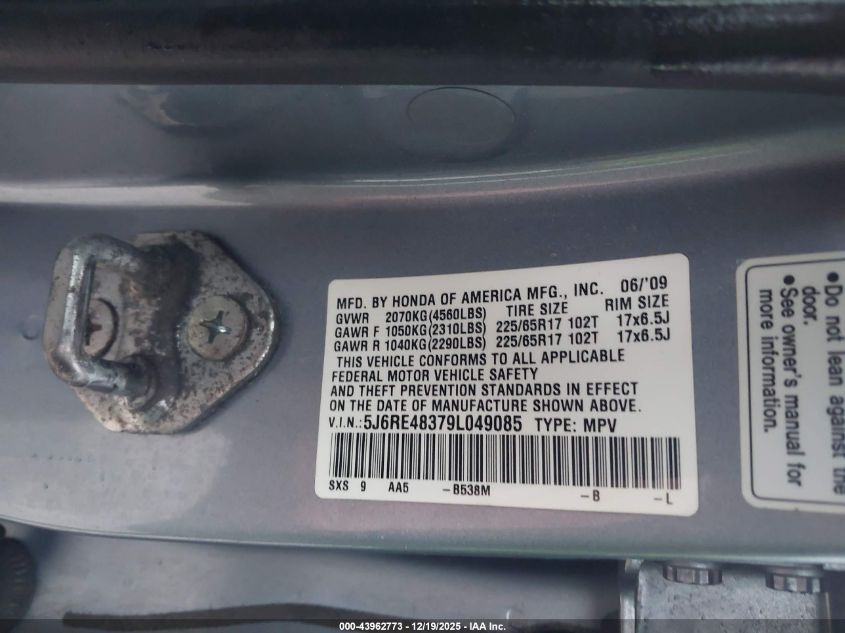 MFD. BY HONDA OF AMERICA MFG., INC. 06/'09
GVWR 2070KG(4560LBS) TIRE SIZE RIM SIZE
GAWR F 1050KG(2310LBS) 225/65R17 102T 17x6.5J
GAWR R 1040KG(2290LBS) 225/65R17 102T 17x6.5J
THIS VEHICLE CONFORMS TO ALL APPLICABLE
FEDERAL MOTOR VEHICLE SAFETY
AND THEFT PREVENTION STANDARDS IN EFFECT
ON THE DATE OF MANUFACTURE SHOWN ABOVE.
V.I.N.:5J6RE48379L049085 TYPE: MPV
SXS 9 AA5 -B538M -B -L
●Do not lean against the
door.
●See owner's manual for
more information.
000-43962773 - 12/19/2025 - IAA Inc.